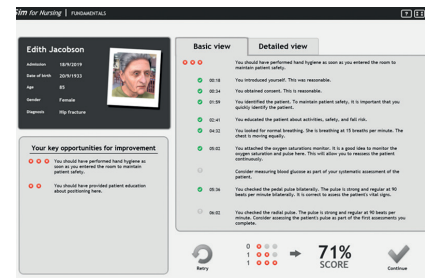 Sim for Nursing | FUNDAMENTALS
Edith Jacobson
Admission 18/9/2019
Date of birth 20/9/1933
Age 85
Gender Female
Diagnosis Hip fracture
Your key opportunities for improvement
You should have performed hand hygiene as
soon as you entered the room to maintain
patient safety.
You should have provided patient education
about positioning here.
Basic view
Detailed view
You should have performed hand hygiene as soon as you entered the room to
maintain patient safety.
00:18 You introduced yourself. This was reasonable.
00:34 You obtained consent. This is reasonable.
01:59 You identified the patient. To maintain patient safety, it is important that you
quickly identify the patient.
02:41 You educated the patient about activities, safety, and fall risk.
04:32 You looked for normal breathing. She is breathing at 15 breaths per minute. The
chest is moving equally.
05:02 You attached the oxygen saturations monitor. It is a good idea to monitor the
oxygen saturation and pulse here. This will allow you to reassess the patient
continuously.
Consider measuring blood glucose as part of your systematic assessment of the
patient.
05:36 You checked the pedal pulse bilaterally. The pulse is strong and regular at 90
beats per minute bilaterally. It is correct to assess the patient's vital signs.
06:02 You checked the radial pulse. The pulse is strong and regular at 90 beats per
minute. Consider assessing the patient's pulse as part of the first assessments you
complete.
Retry
0
1
1
71%
SCORE
Continue